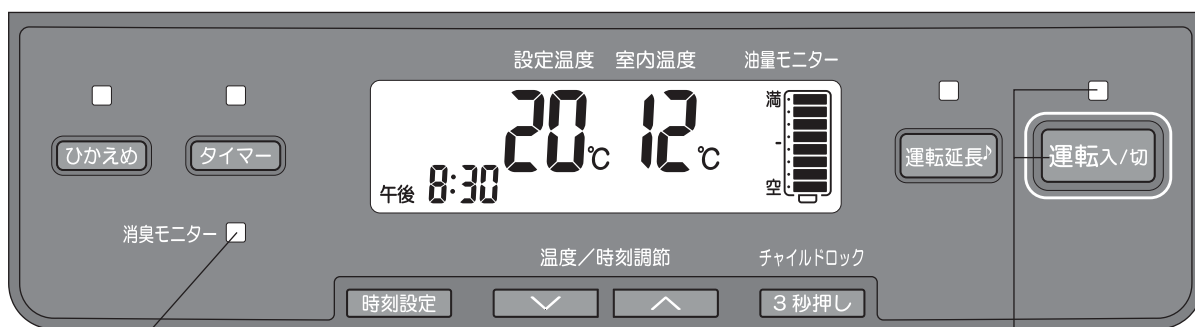 設定温度 室内温度 油量モニター
ひかえめ
タイマー
満
20℃ 12℃
-
空
午後 8:30
運転延長♪
運転入/切
消臭モニター
温度/時刻調節
チャイルドロック
時刻設定
3秒押し